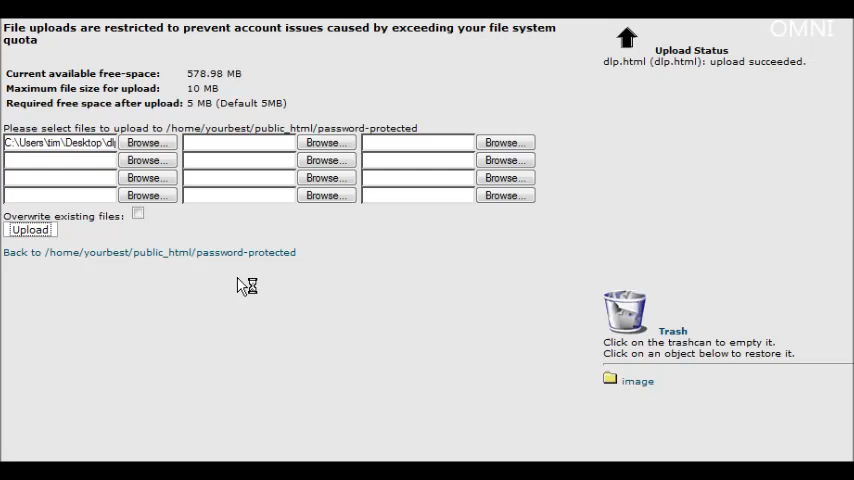 File uploads are restricted to prevent account issues caused by exceeding your file system
quota
Current available free-space: 578.98 MB
Maximum file size for upload: 10 MB
Required free space after upload: 5 MB (Default 5MB)
Please select files to upload to /home/yourbest/public_html/password-protected
C:\Users\tim\Desktop\dl Browse... Browse... Browse...
Browse... Browse... Browse...
Browse... Browse... Browse...
Browse... Browse... Browse...
Overwrite existing files:
Upload
Back to /home/yourbest/public_html/password-protected
OMNI
Upload Status
dlp.html (dlp.html): upload succeeded.
Trash
Click on the trashcan to empty it.
Click on an object below to restore it.
image